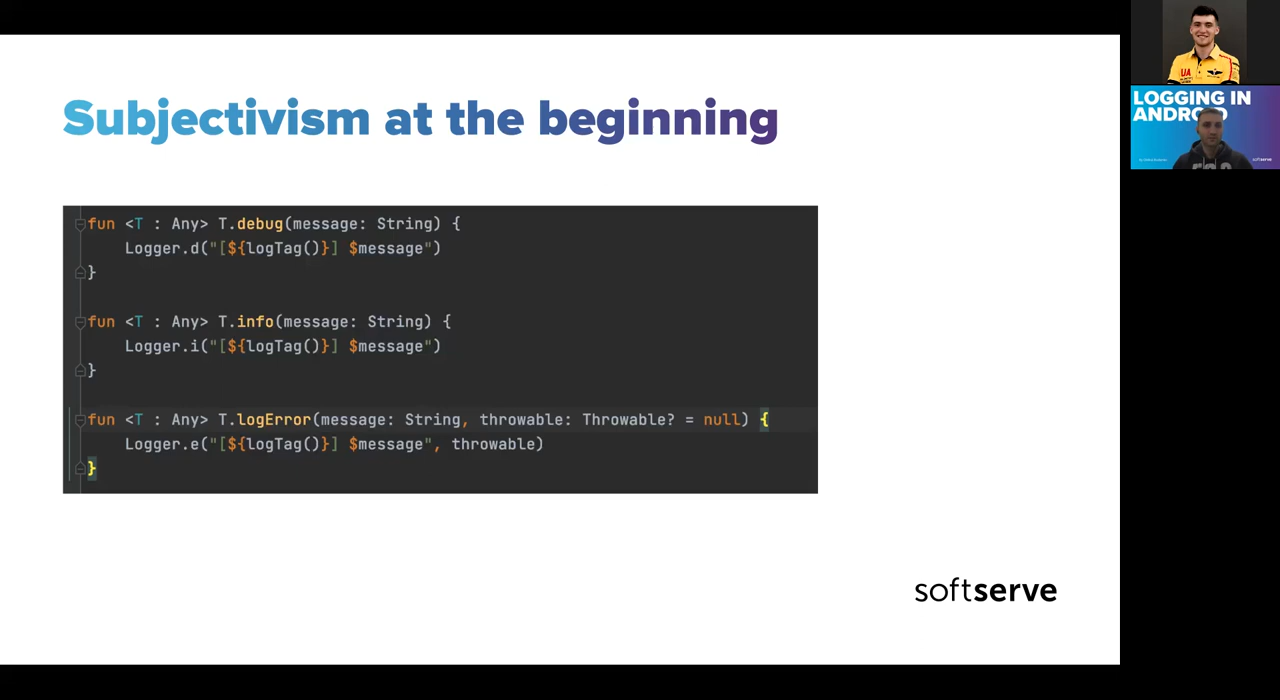 Subjectivism at the beginning
fun <T : Any> T.debug(message: String) {
Logger.d("[${logTag()}] $message")
}
fun <T : Any> T.info(message: String) {
Logger.i("[${logTag()}] $message")
}
fun <T : Any> T.logError(message: String, throwable: Throwable? = null) {
Logger.e("[${logTag()}] $message", throwable)
}
softserve
UA
LOGGING IN
ANDROID
softserve